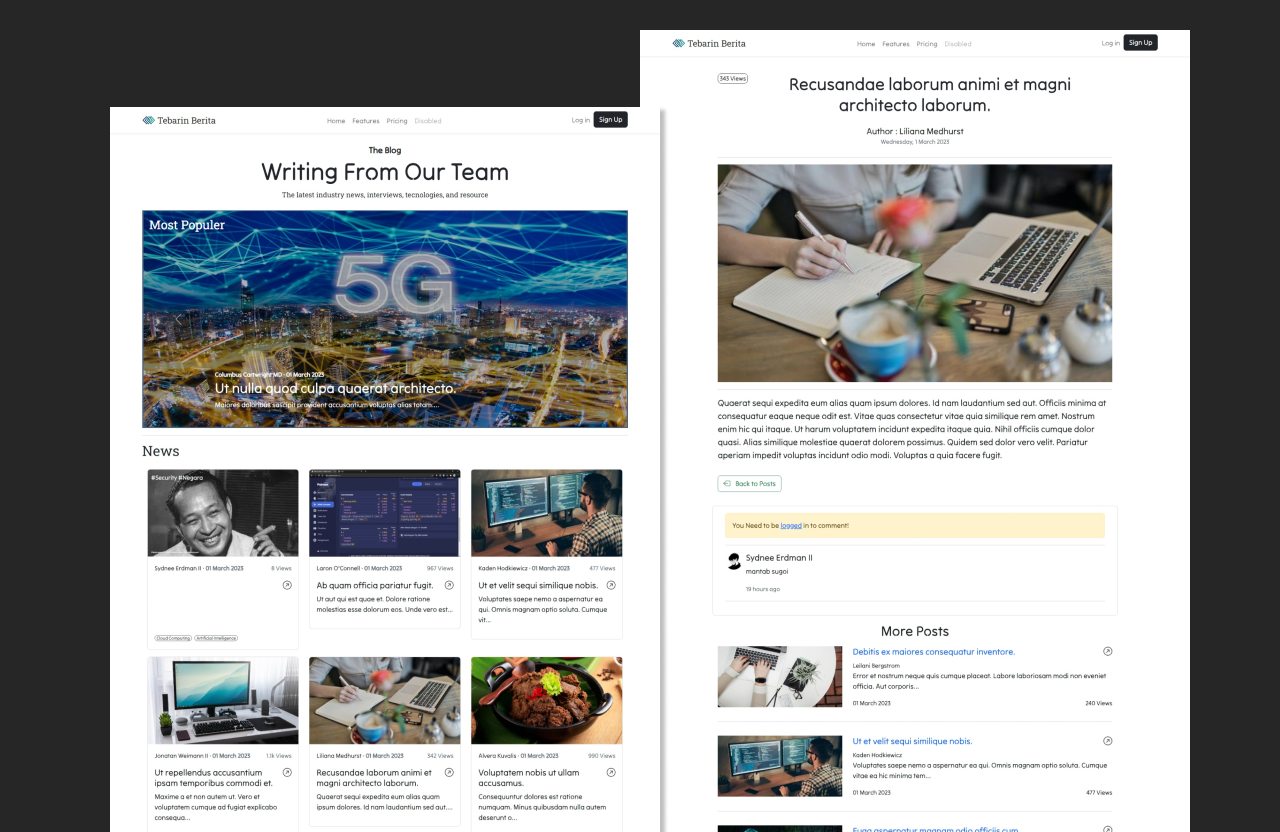 Tebarin Berita
Home Features Pricing Disabled
Log in Sign Up
The Blog
Writing From Our Team
The latest industry news, interviews, tecnologies, and resource
Most Populer
5G
Columbus Cartwright MD - 01 March 2023
Ut nulla quod culpa quaerat architecto.
Maiores doloribus suscipit provident accusantium voluptas alias totam....
News
#Security #Negara
Sydnee Erdman II - 01 March 2023
8 Views
Cloud Computing Artificial Intelligence
Laron O'Connell - 01 March 2023
967 Views
Ab quam officia pariatur fugit.
Ut aut qui est quae et. Dolore ratione
molestias esse dolorum eos. Unde vero est...
Kaden Hodkiewicz - 01 March 2023
477 Views
Ut et velit sequi similique nobis.
Voluptates saepe nemo a aspernatur ea
qui. Omnis magnam optio soluta. Cumque
vit...
Jonatan Weimann II - 01 March 2023
1.1k Views
Ut repellendus accusantium
ipsam temporibus commodi et.
Maxime a et non autem ut. Vero et
voluptatem cumque ad fugiat explicabo
consequa...
Liliana Medhurst - 01 March 2023
342 Views
Recusandae laborum animi et
magni architecto laborum.
Quaerat sequi expedita eum alias quam
ipsum dolores. Id nam laudantium sed aut....
Alvera Kuvalis - 01 March 2023
990 Views
Voluptatem nobis ut ullam
accusamus.
Consequuntur dolores est ratione
numquam. Minus quibusdam nulla autem
deserunt o...
Tebarin Berita
Home Features Pricing Disabled
Log in Sign Up
343 Views
Recusandae laborum animi et magni
architecto laborum.
Author : Liliana Medhurst
Wednesday, 1 March 2023
Quaerat sequi expedita eum alias quam ipsum dolores. Id nam laudantium sed aut. Officiis minima at
consequatur eaque neque odit est. Vitae quas consectetur vitae quia similique rem amet. Nostrum
enim hic qui itaque. Ut harum voluptatem incidunt expedita itaque quia. Nihil officiis cumque dolor
quasi. Alias similique molestiae quaerat dolorem possimus. Quidem sed dolor vero velit. Pariatur
aperiam impedit voluptas incidunt odio modi. Voluptas a quia facere fugit.
Back to Posts
You Need to be logged in to comment!
Sydnee Erdman II
mantab sugoi
19 hours ago
More Posts
Debitis ex maiores consequatur inventore.
Leilani Bergstrom
Error et nostrum neque quis cumque placeat. Labore laboriosam modi non eveniet
officia. Aut corporis...
01 March 2023
240 Views
Ut et velit sequi similique nobis.
Kaden Hodkiewicz
Voluptates saepe nemo a aspernatur ea qui. Omnis magnam optio soluta. Cumque
vitae ea hic minima tem...
01 March 2023
477 Views
Fuga aspernatur magnam odio officiis cum